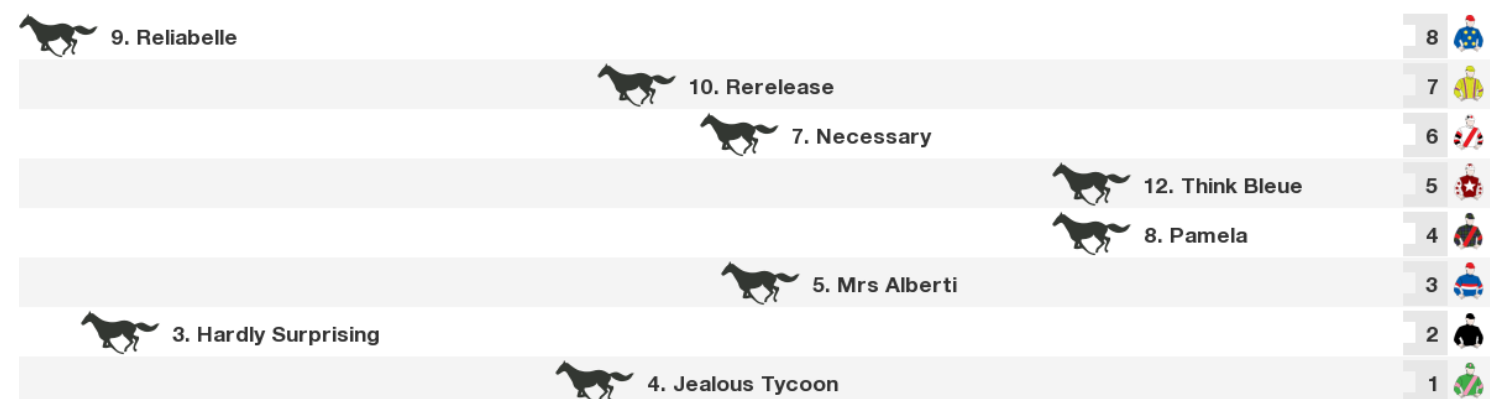 9. Reliabelle 8
10. Rerelease 7
7. Necessary 6
12. Think Bleue 5
8. Pamela 4
5. Mrs Alberti 3
3. Hardly Surprising 2
4. Jealous Tycoon 1